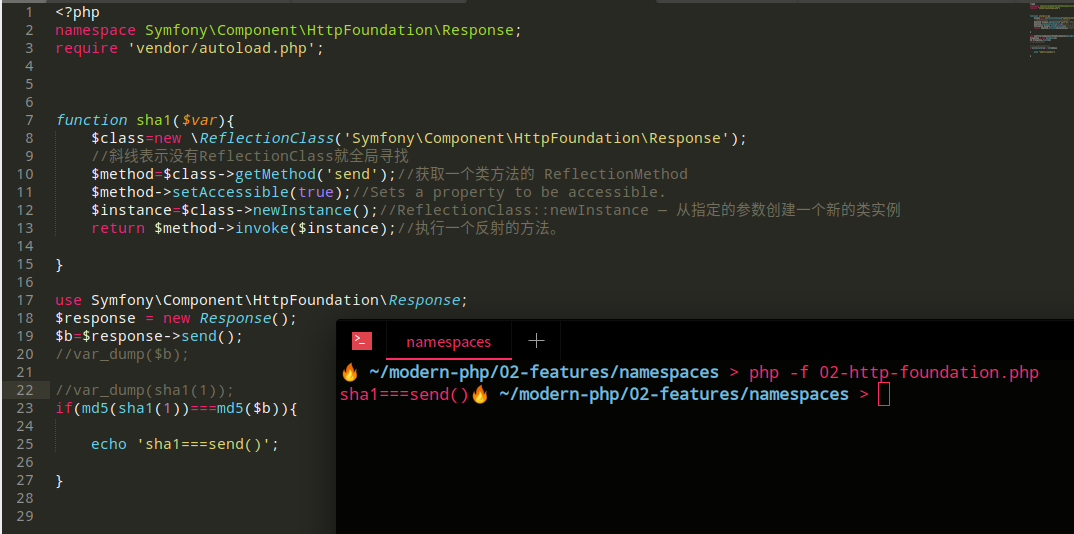 1 <?php
2 namespace Symfony\Component\HttpFoundation\Response;
3 require 'vendor/autoload.php';
4
5
6
7 function sha1($var){
8 $class=new \ReflectionClass('Symfony\Component\HttpFoundation\Response');
9 //斜线表示没有ReflectionClass就全局寻找
10 $method=$class->getMethod('send');//获取一个类方法的 ReflectionMethod
11 $method->setAccessible(true);//Sets a property to be accessible.
12 $instance=$class->newInstance();//ReflectionClass::newInstance — 从指定的参数创建一个新的类实例
13 return $method->invoke($instance);//执行一个反射的方法。
14
15 }
16
17 use Symfony\Component\HttpFoundation\Response;
18 $response = new Response();
19 $b=$response->send();
20 //var_dump($b);
21
22 //var_dump(sha1(1));
23 if(md5(sha1(1))===md5($b)){
24
25 echo 'sha1===send()';
26
27 }
28
29
>_ namespaces +
🔥 ~/modern-php/02-features/namespaces > php -f 02-http-foundation.php
sha1===send()🔥 ~/modern-php/02-features/namespaces >